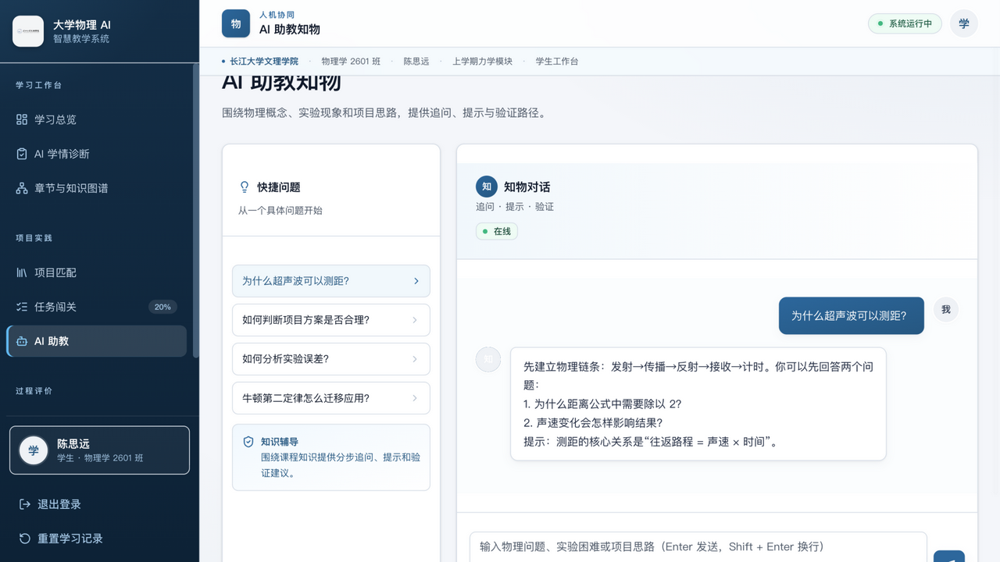 大学物理 AI
智慧教学系统
学习工作台
学习总览
AI 学情诊断
章节与知识图谱
项目实践
项目匹配
任务闯关
20%
AI 助教
过程评价
学
陈思远
学生 · 物理学 2601 班
退出登录
重置学习记录
物
人机协同
AI 助教知物
系统运行中
学
长江大学文理学院 · 物理学 2601 班 · 陈思远 · 上学期力学模块 · 学生工作台
AI 助教知物
围绕物理概念、实验现象和项目思路，提供追问、提示与验证路径。
快捷问题
从一个具体问题开始
为什么超声波可以测距？
如何判断项目方案是否合理？
如何分析实验误差？
牛顿第二定律怎么迁移应用？
知识辅导
围绕课程知识提供分步追问、提示和验
证建议。
知
知物对话
追问 · 提示 · 验证
在线
为什么超声波可以测距？
我
知
先建立物理链条：发射→传播→反射→接收→计时。你可以先回答两个问
题：
1. 为什么距离公式中需要除以 2？
2. 声速变化会怎样影响结果？
提示：测距的核心关系是“往返路程 = 声速 × 时间”。
输入物理问题、实验困难或项目思路（Enter 发送，Shift + Enter 换行）